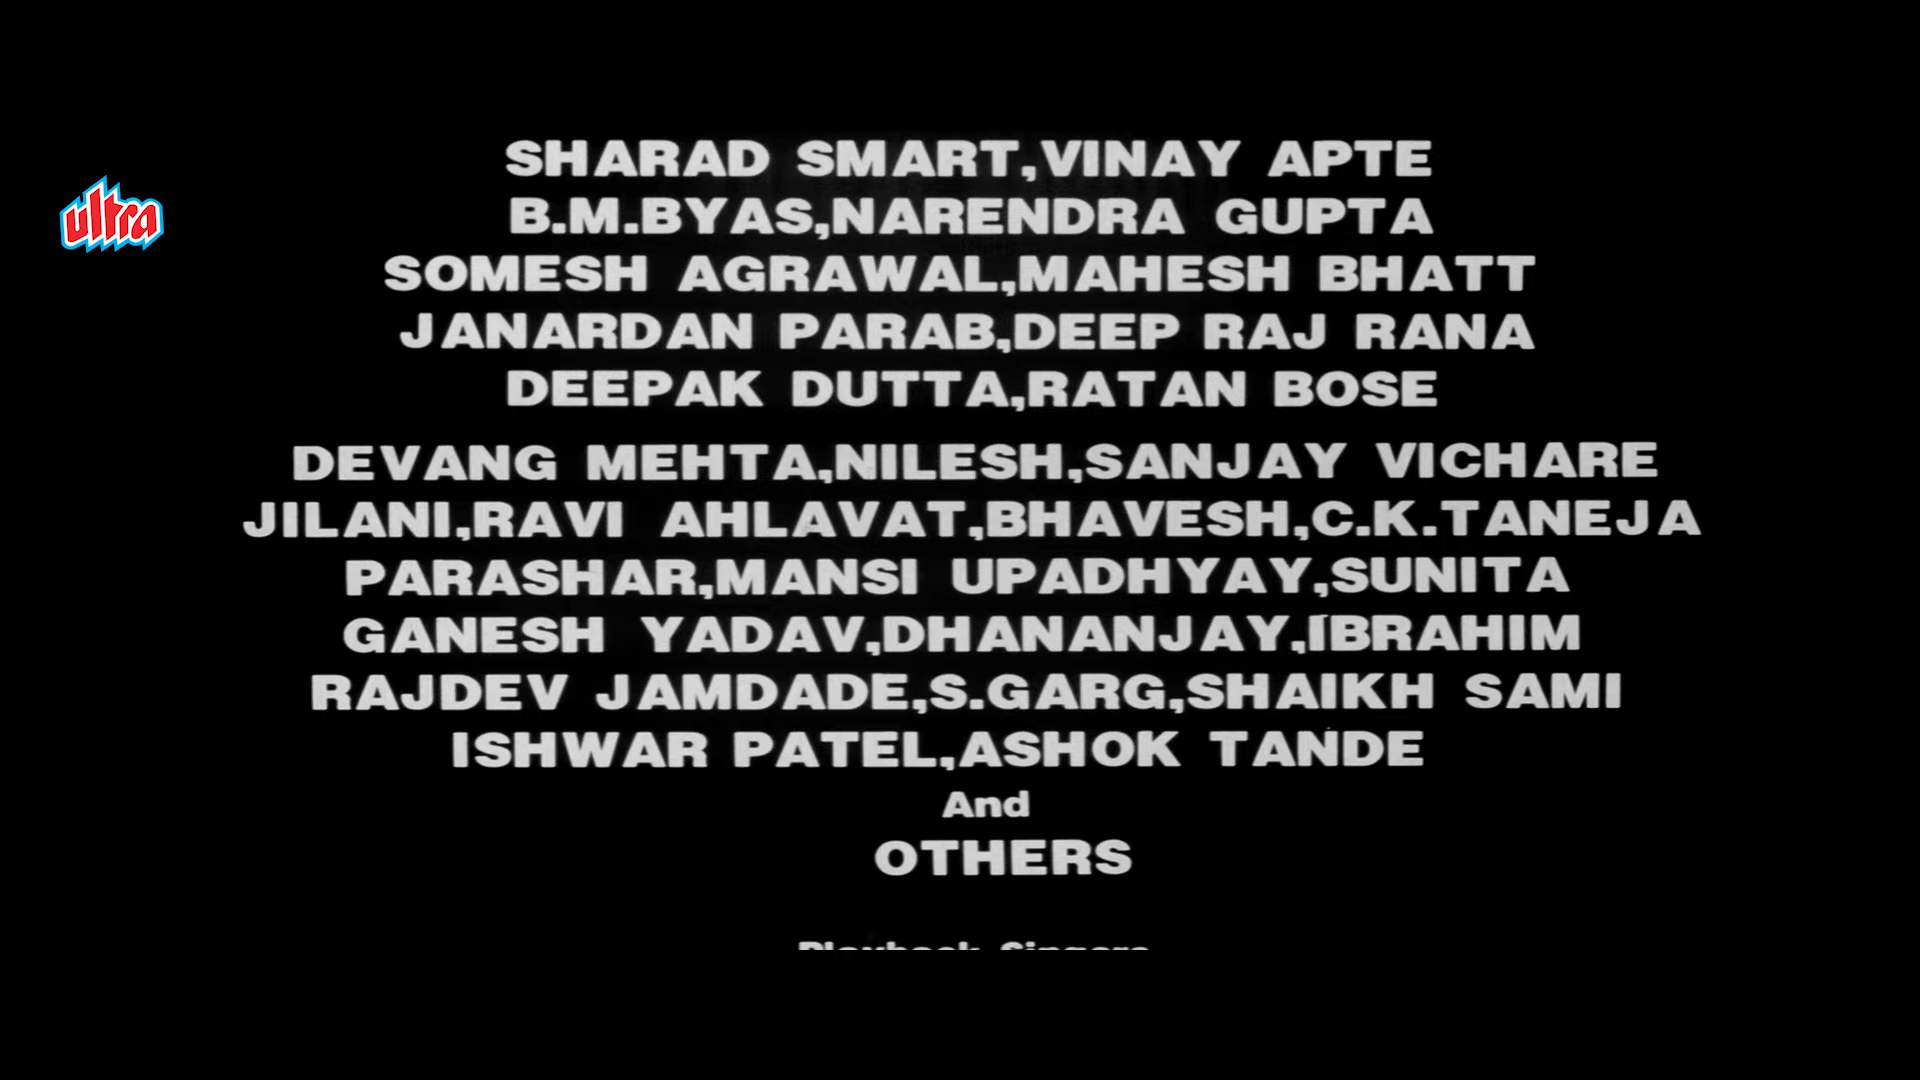 ultra
SHARAD SMART,VINAY APTE
B.M.BYAS,NARENDRA GUPTA
SOMESH AGRAWAL,MAHESH BHATT
JANARDAN PARAB,DEEP RAJ RANA
DEEPAK DUTTA,RATAN BOSE
DEVANG MEHTA,NILESH,SANJAY VICHARE
JILANI,RAVI AHLAVAT,BHAVESH,C.K.TANEJA
PARASHAR,MANSI UPADHYAY,SUNITA
GANESH YADAV,DHANANJAY,IBRAHIM
RAJDEV JAMDADE,S.GARG,SHAIKH SAMI
ISHWAR PATEL,ASHOK TANDE
And
OTHERS
Playback Singers